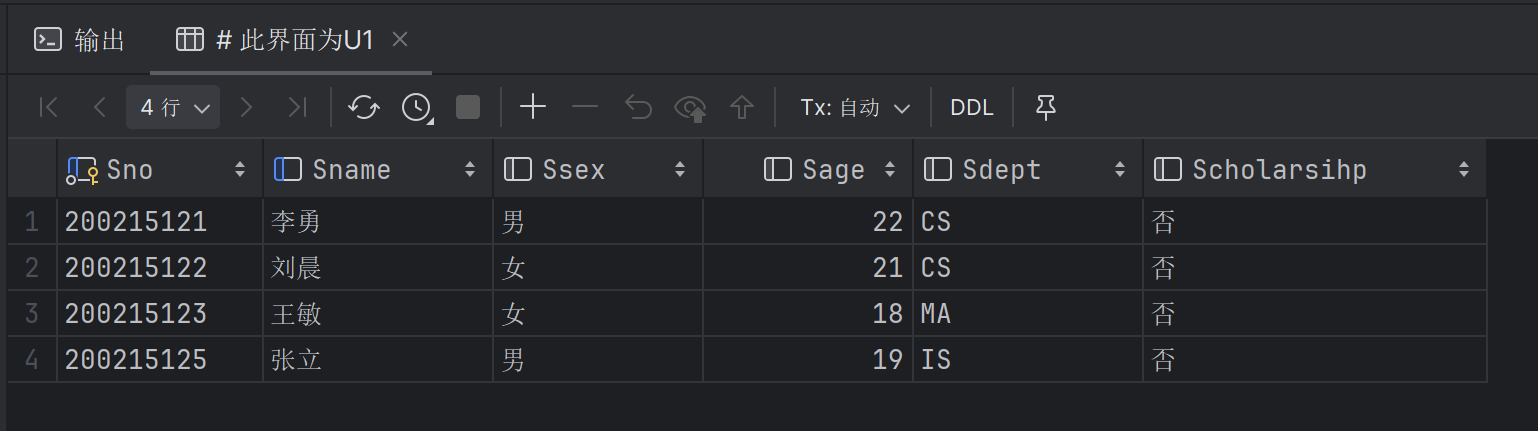 输出 # 此界面为U1
4 行 Tx: 自动 DDL
Sno Sname Ssex Sage Sdept Scholarsihp
1 200215121 李勇 男 22 CS 否
2 200215122 刘晨 女 21 CS 否
3 200215123 王敏 女 18 MA 否
4 200215125 张立 男 19 IS 否